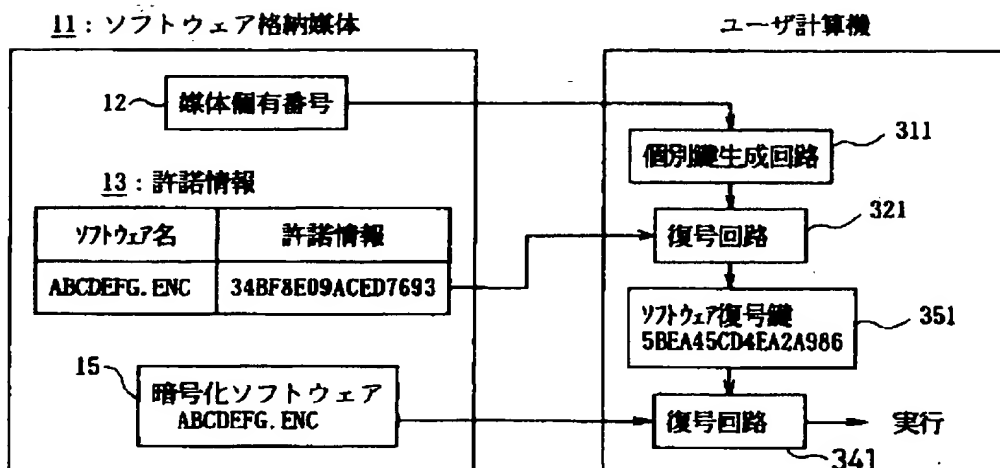 11：ソフトウェア格納媒体
ユーザ計算機
12
媒体個有番号
311
個別鍵生成回路
13：許諾情報
ソフトウェア名
許諾情報
321
復号回路
ABCDEFG.ENC
34BF8E09ACED7693
ソフトウェア復号鍵
5BEA45CD4EA2A986
351
15
暗号化ソフトウェア
ABCDEFG.ENC
復号回路
実行
341